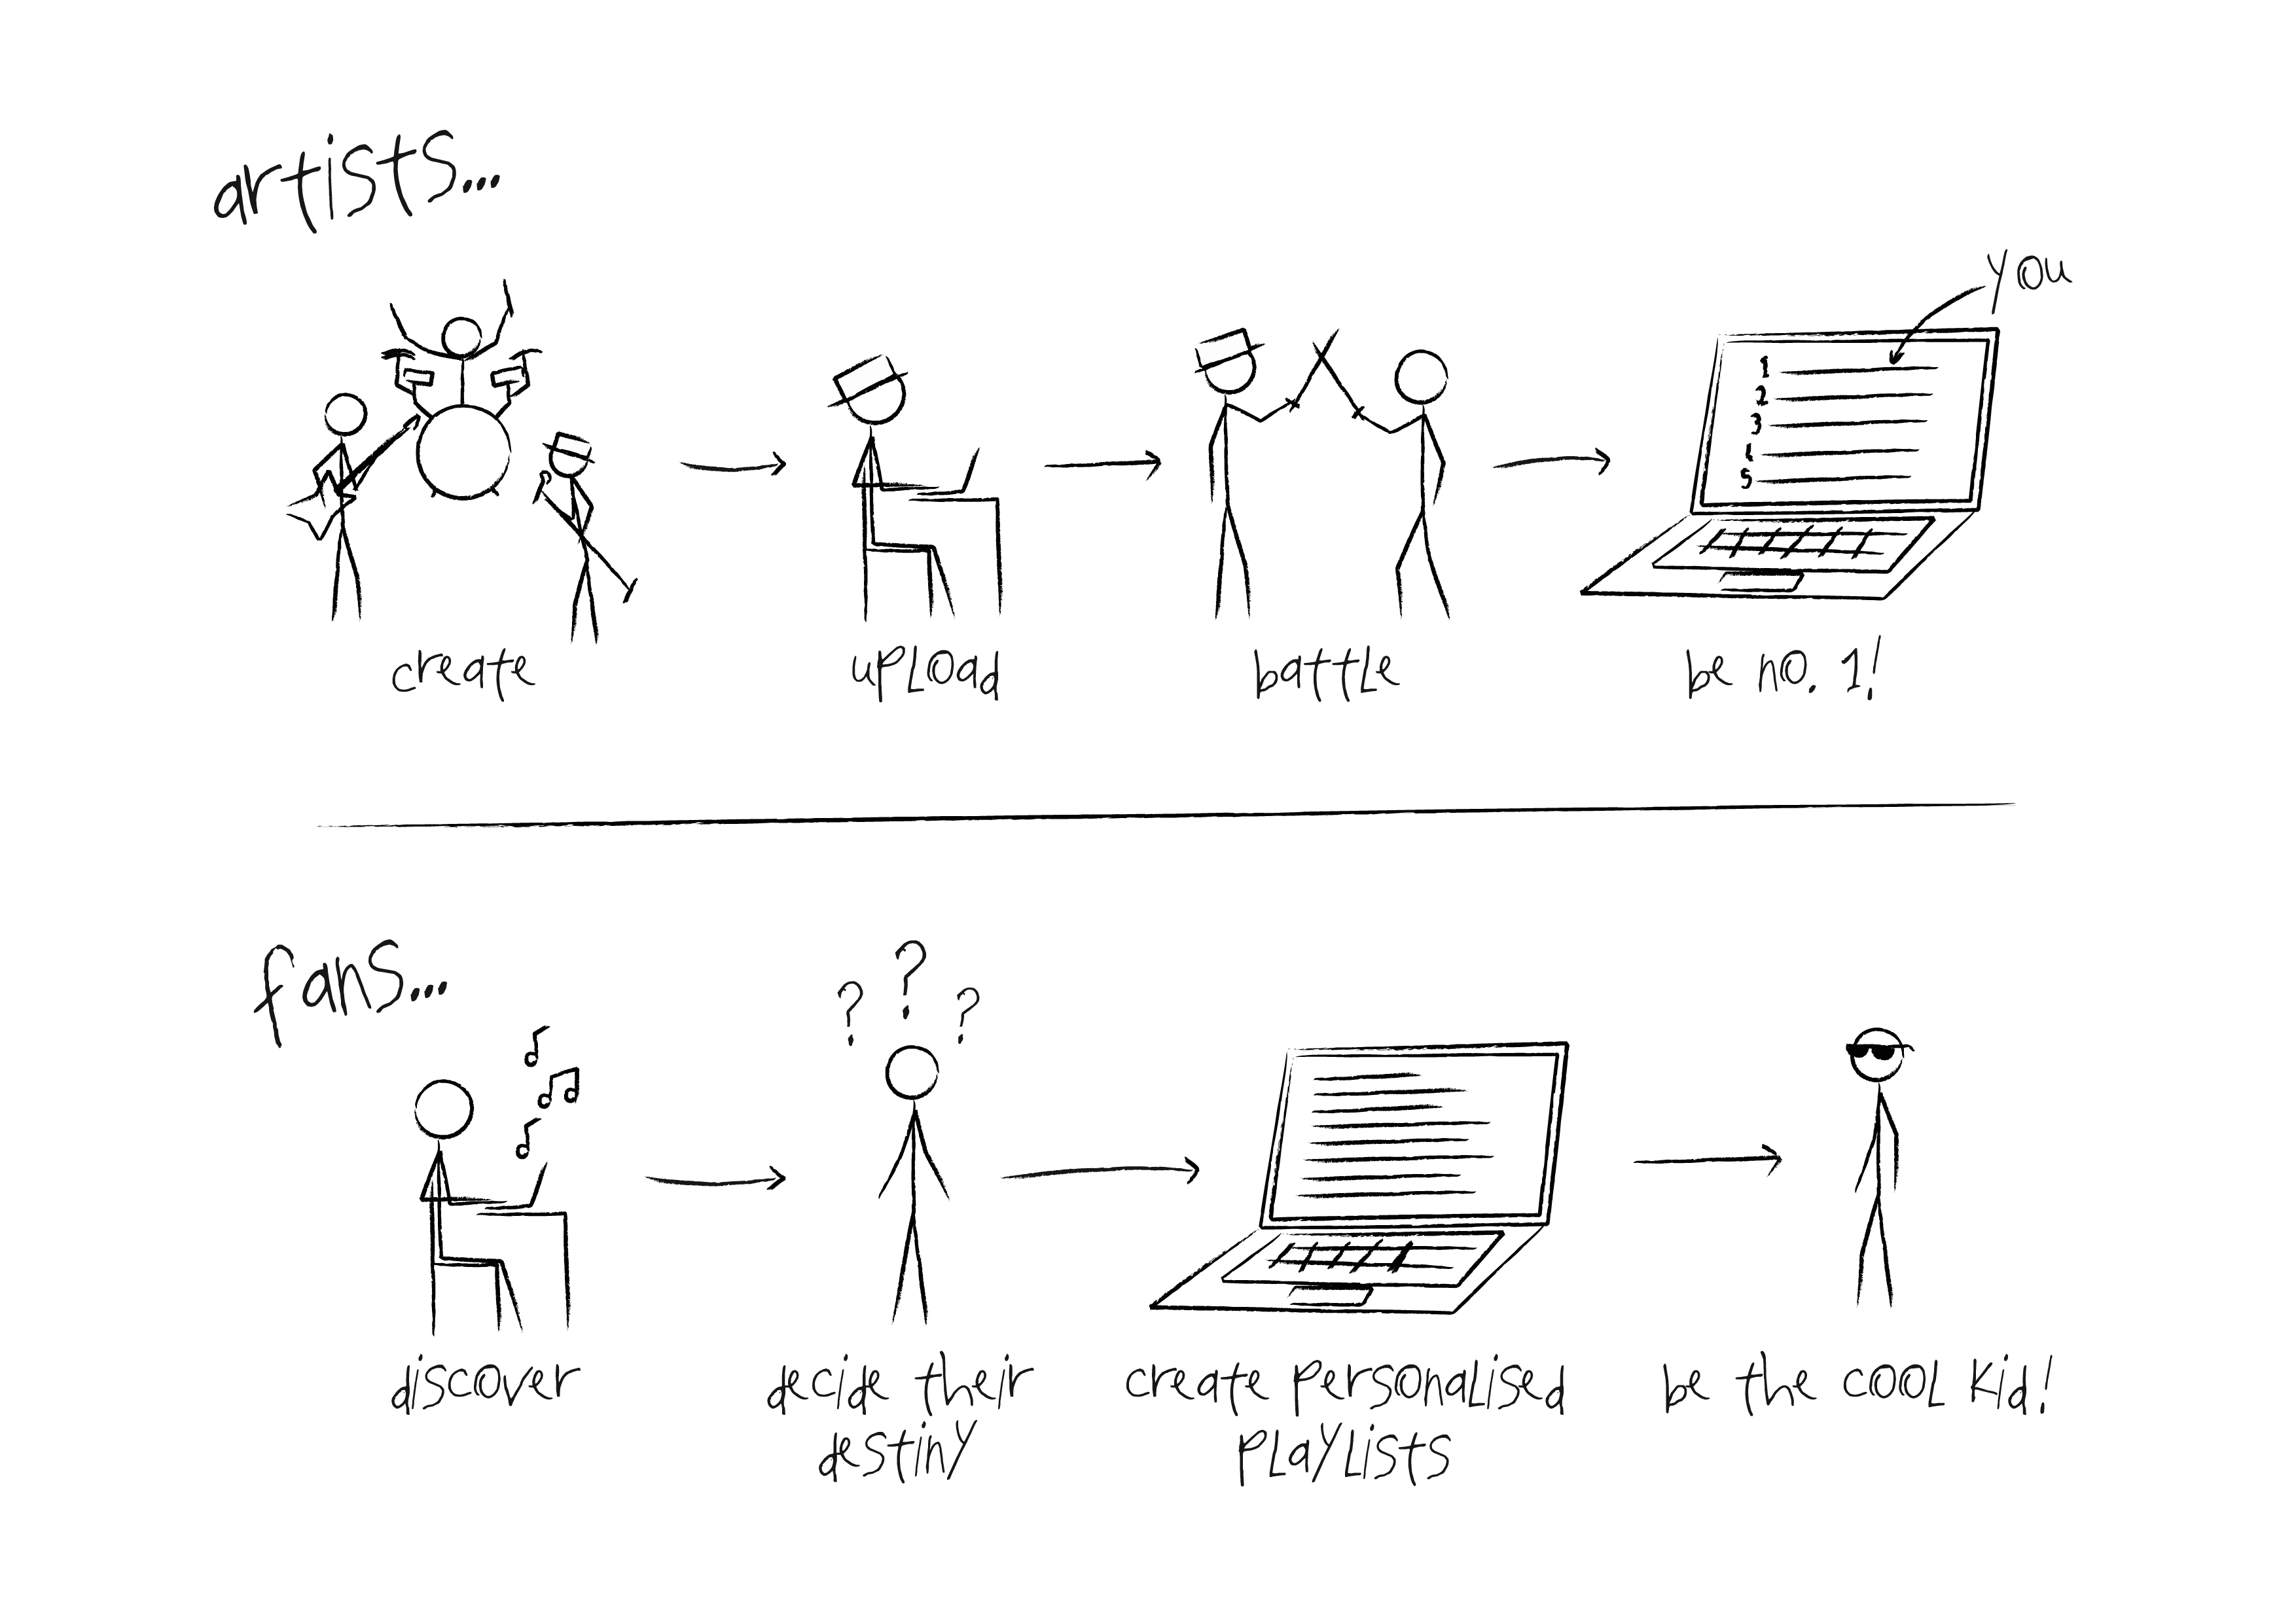 artists...
you
1
2
3
4
5
create
upload
battle
be no. 1!
fans...
? ? ?
discover
decide their
destiny
create personalised
playlists
be the cool kid!